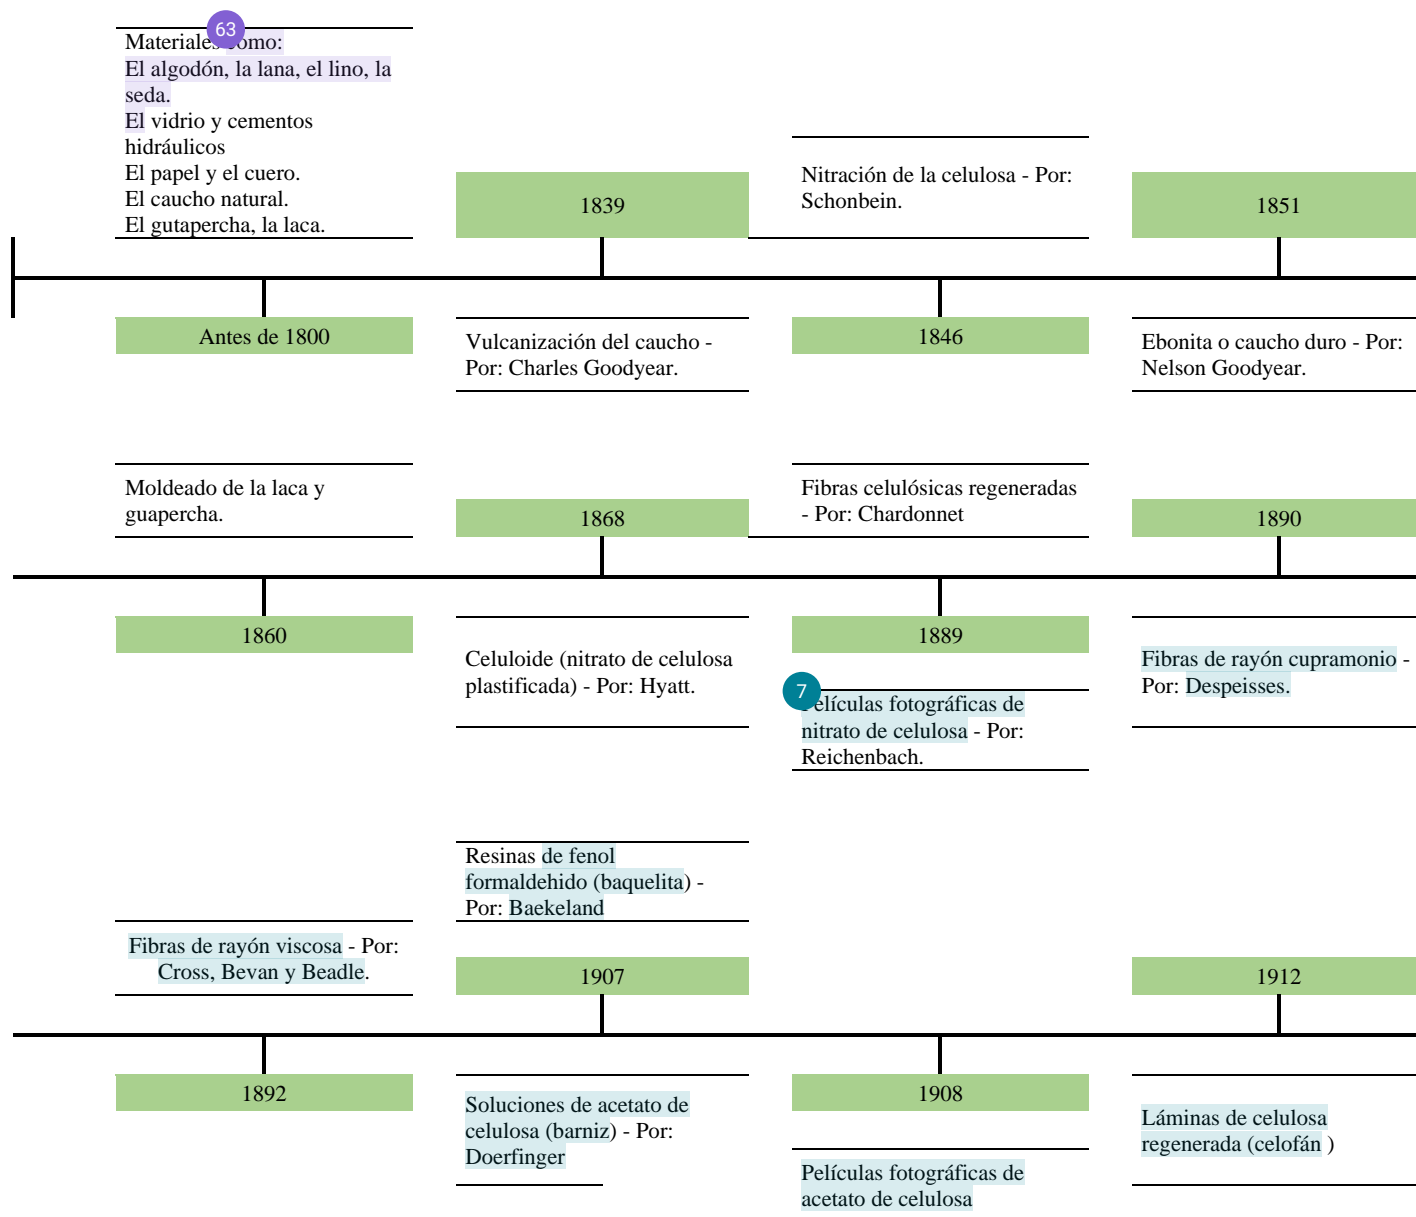 63
Materiales como:
El algodón, la lana, el lino, la
seda.
El vidrio y cementos
hidráulicos
El papel y el cuero.
El caucho natural.
El gutapercha, la laca.
1839
Nitración de la celulosa - Por:
Schonbein.
1851
Antes de 1800
Vulcanización del caucho -
Por: Charles Goodyear.
1846
Ebonita o caucho duro - Por:
Nelson Goodyear.
Moldeado de la laca y
guapercha.
1868
Fibras celulósicas regeneradas
- Por: Chardonnet
1890
1860
Celuloide (nitrato de celulosa
plastificada) - Por: Hyatt.
1889
7
Películas fotográficas de
nitrato de celulosa - Por:
Reichenbach.
Fibras de rayón cupramonio -
Por: Despeisses.
Fibras de rayón viscosa - Por:
Cross, Bevan y Beadle.
Resinas de fenol
formaldehido (baquelita) -
Por: Baekeland
1907
1912
1892
Soluciones de acetato de
celulosa (barniz) - Por:
Doerfinger
1908
Películas fotográficas de
acetato de celulosa
Láminas de celulosa
regenerada (celofán )